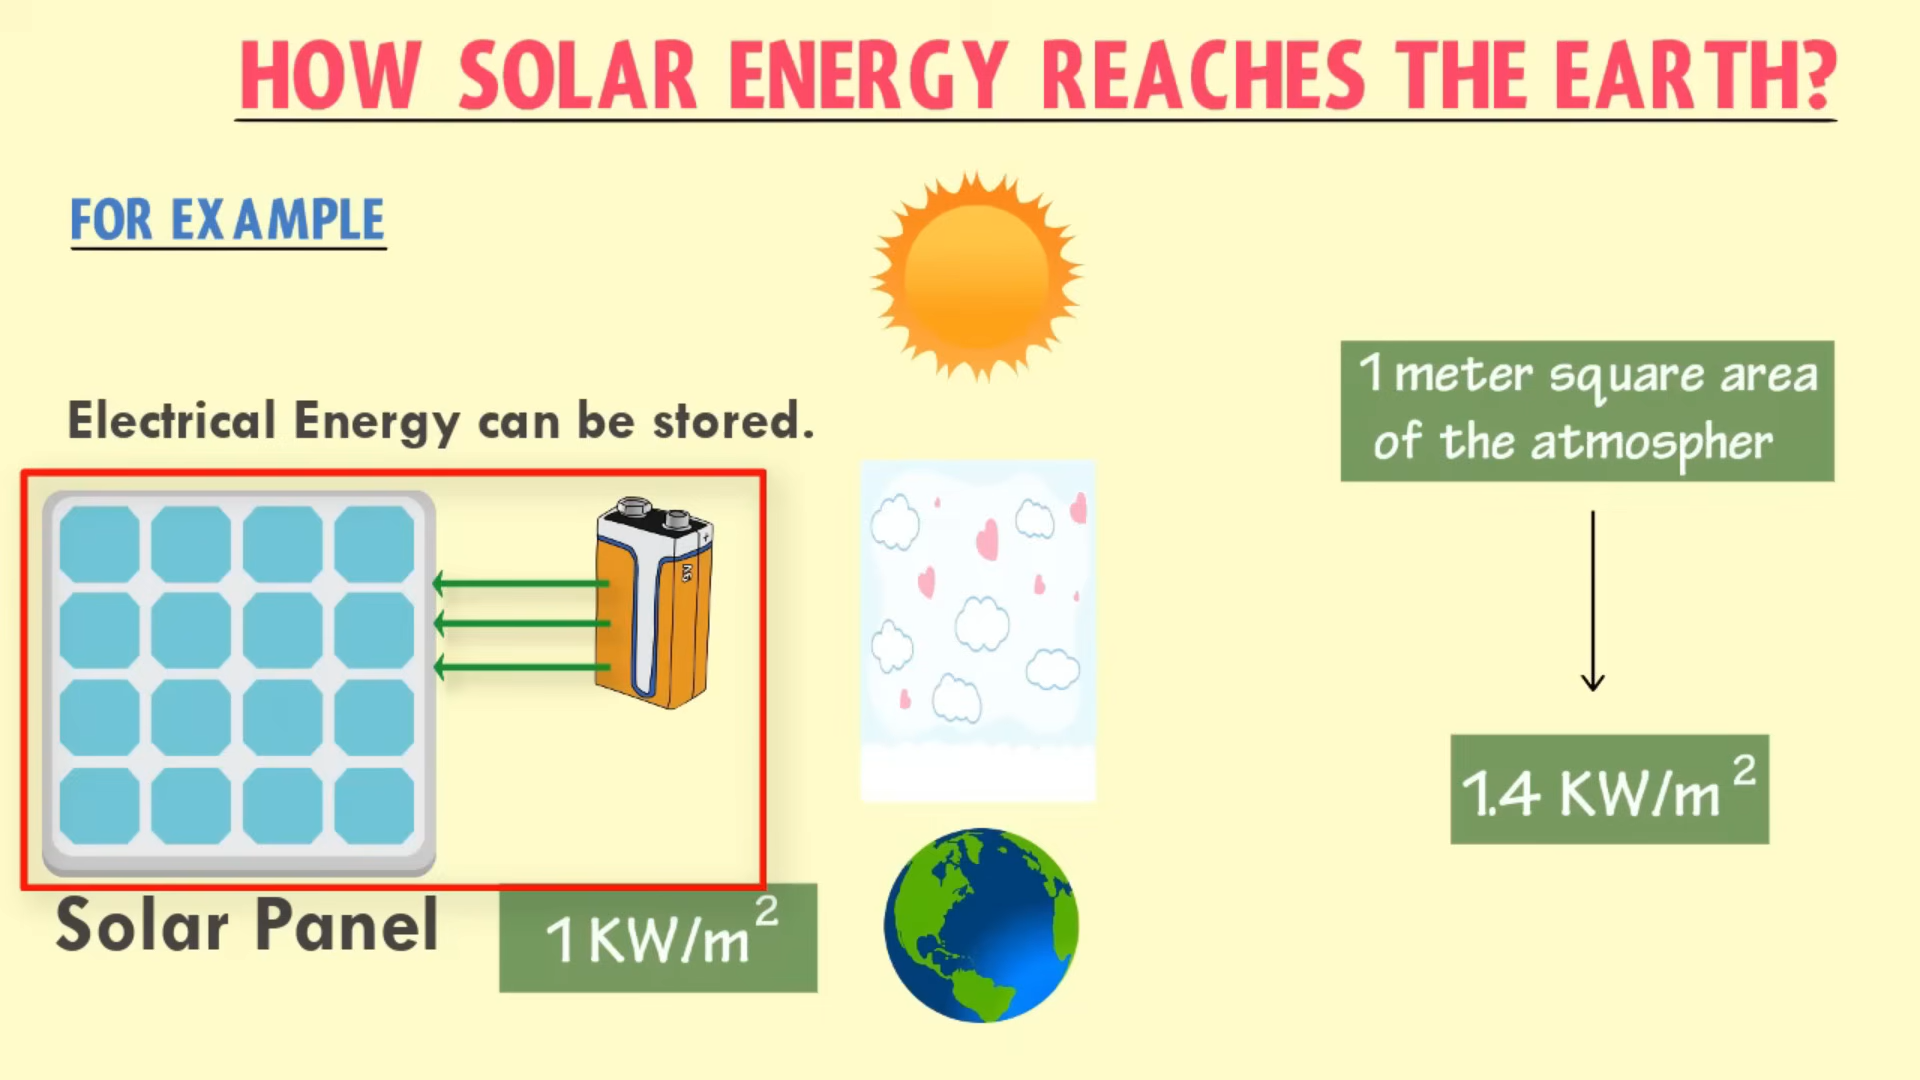 HOW SOLAR ENERGY REACHES THE EARTH?
FOR EXAMPLE
Electrical Energy can be stored.
1 meter square area
of the atmospher
1.4 KW/m²
Solar Panel
1 KW/m²